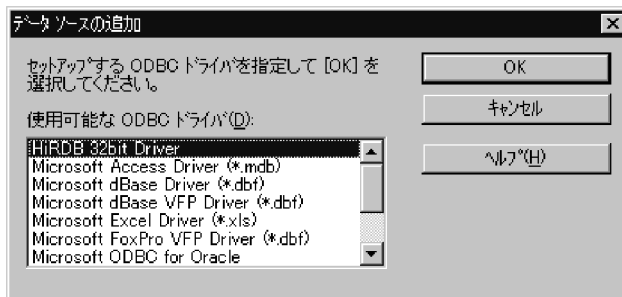 ﾃﾞｰﾀ ｿｰｽの追加
ｾｯﾄｱｯﾌﾟする ODBC ﾄﾞﾗｲﾊﾞを指定して [OK] を
選択してください。
使用可能な ODBC ﾄﾞﾗｲﾊﾞ(D):
HiRDB 32bit Driver
Microsoft Access Driver (*.mdb)
Microsoft dBase Driver (*.dbf)
Microsoft dBase VFP Driver (*.dbf)
Microsoft Excel Driver (*.xls)
Microsoft FoxPro VFP Driver (*.dbf)
Microsoft ODBC for Oracle
OK
ｷｬﾝｾﾙ
ﾍﾙﾌﾟ(H)